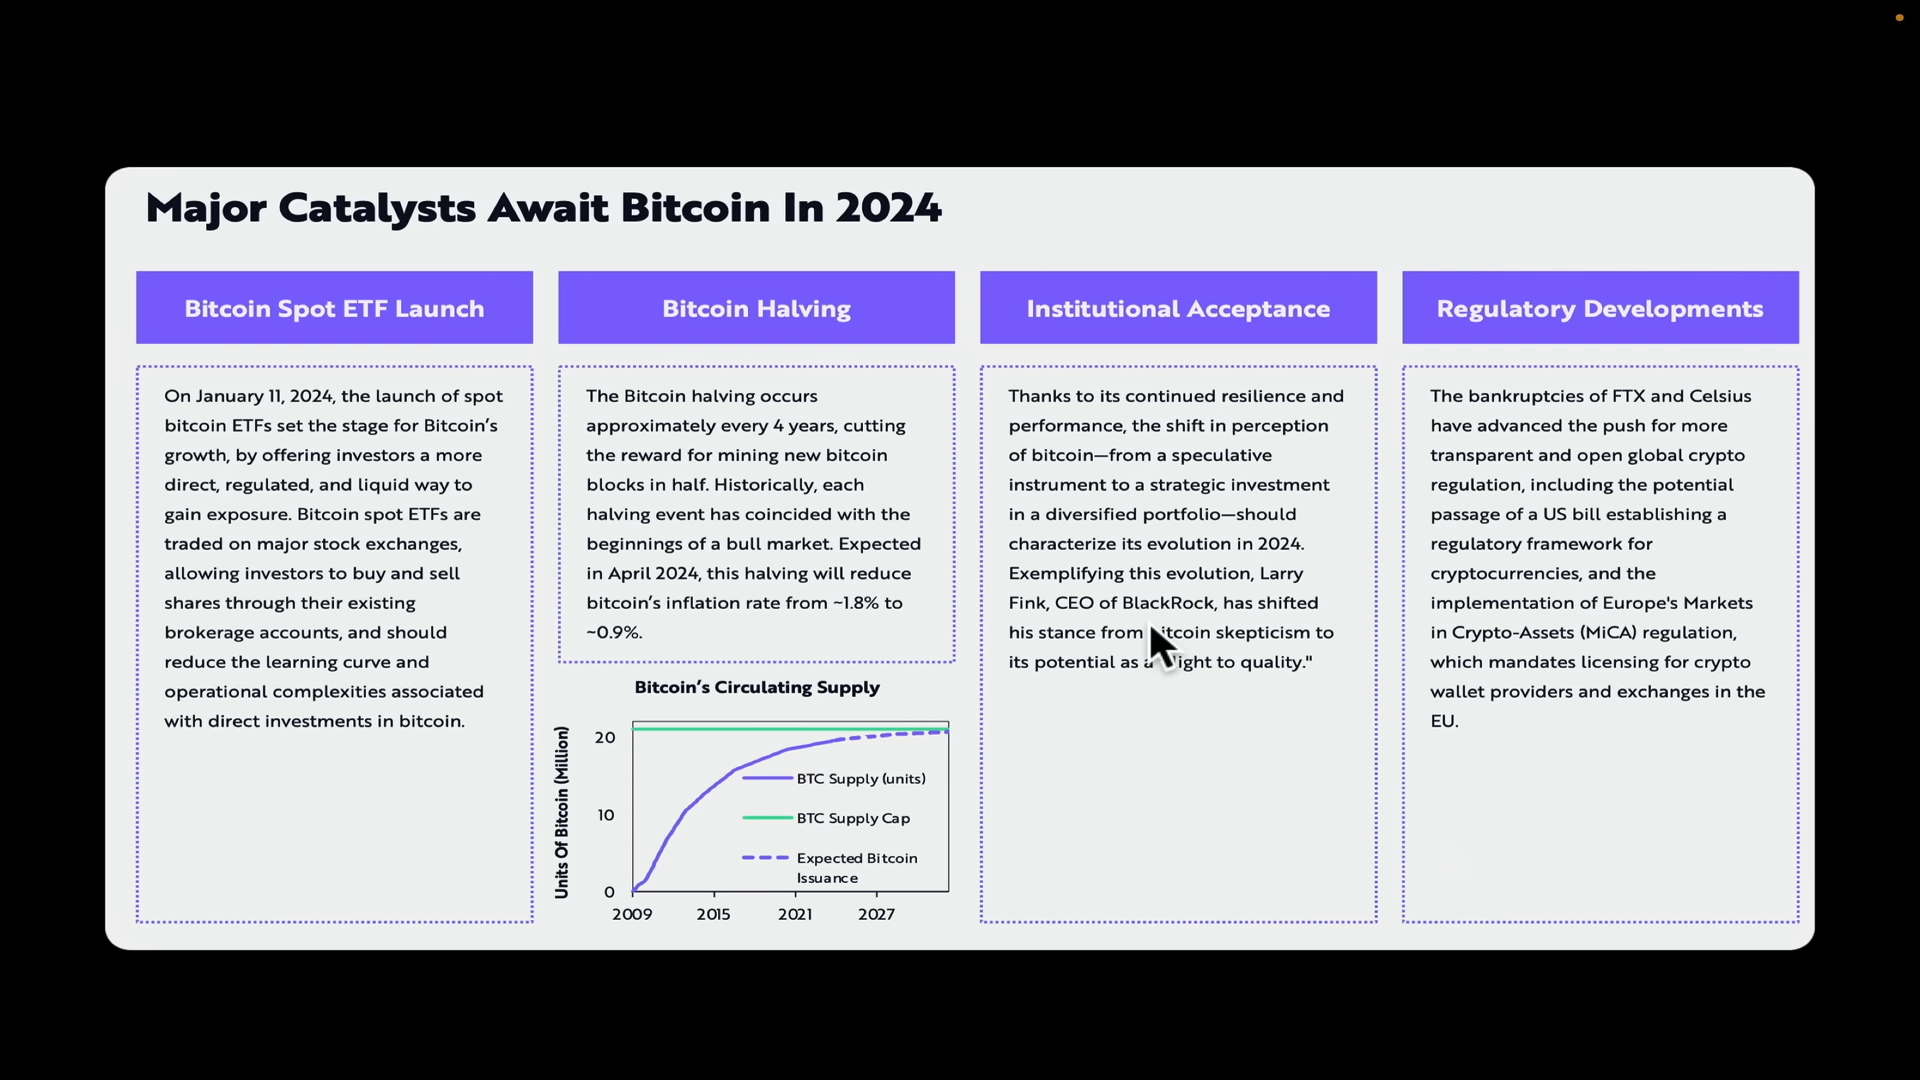 Major Catalysts Await Bitcoin In 2024
Bitcoin Spot ETF Launch
On January 11, 2024, the launch of spot
bitcoin ETFs set the stage for Bitcoin’s
growth, by offering investors a more
direct, regulated, and liquid way to
gain exposure. Bitcoin spot ETFs are
traded on major stock exchanges,
allowing investors to buy and sell
shares through their existing
brokerage accounts, and should
reduce the learning curve and
operational complexities associated
with direct investments in bitcoin.
Bitcoin Halving
The Bitcoin halving occurs
approximately every 4 years, cutting
the reward for mining new bitcoin
blocks in half. Historically, each
halving event has coincided with the
beginnings of a bull market. Expected
in April 2024, this halving will reduce
bitcoin’s inflation rate from ~1.8% to
~0.9%.
Bitcoin’s Circulating Supply
Units Of Bitcoin (Million)
20
10
0
2009 2015 2021 2027
BTC Supply (units)
BTC Supply Cap
Expected Bitcoin
Issuance
Institutional Acceptance
Thanks to its continued resilience and
performance, the shift in perception
of bitcoin—from a speculative
instrument to a strategic investment
in a diversified portfolio—should
characterize its evolution in 2024.
Exemplifying this evolution, Larry
Fink, CEO of BlackRock, has shifted
his stance from skepticism to
its potential as to quality."
Regulatory Developments
The bankruptcies of FTX and Celsius
have advanced the push for more
transparent and open global crypto
regulation, including the potential
passage of a US bill establishing a
regulatory framework for
cryptocurrencies, and the
implementation of Europe's Markets
in Crypto-Assets (MiCA) regulation,
which mandates licensing for crypto
wallet providers and exchanges in the
EU.